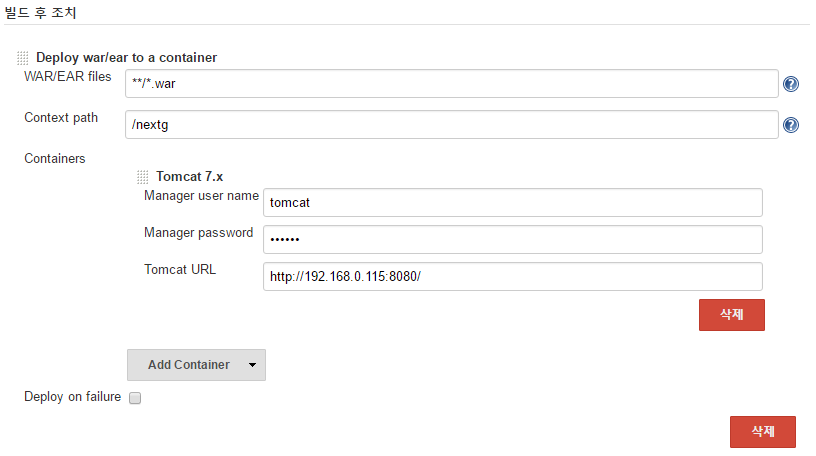 빌드 후 조치
Deploy war/ear to a container
WAR/EAR files
**/*.war
Context path
/nextg
Containers
Tomcat 7.x
Manager user name
tomcat
Manager password
••••••
Tomcat URL
http://192.168.0.115:8080/
삭제
Add Container
Deploy on failure
삭제